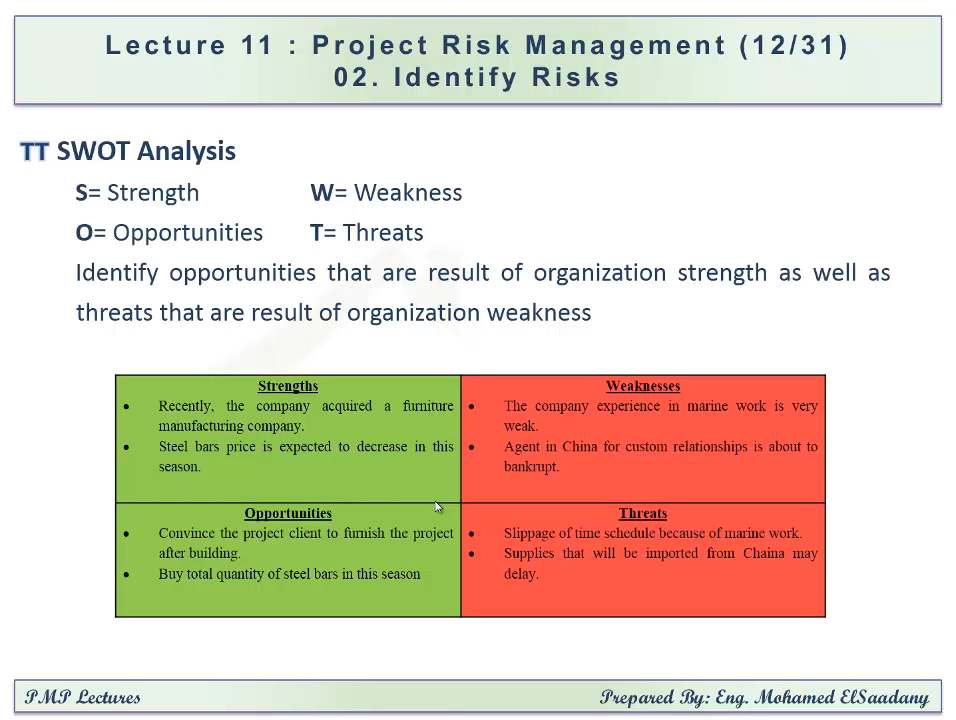 Lecture 11 : Project Risk Management (12/31)
02. Identify Risks
TT SWOT Analysis
S= Strength W= Weakness
O= Opportunities T= Threats
Identify opportunities that are result of organization strength as well as
threats that are result of organization weakness
Strengths
• Recently, the company acquired a furniture
manufacturing company.
• Steel bars price is expected to decrease in this
season.
Weaknesses
• The company experience in marine work is very
weak.
• Agent in China for custom relationships is about to
bankrupt.
Opportunities
• Convince the project client to furnish the project
after building.
• Buy total quantity of steel bars in this season
Threats
• Slippage of time schedule because of marine work.
• Supplies that will be imported from Chaina may
delay.
PMP Lectures
Prepared By: Eng. Mohamed ElSaadany